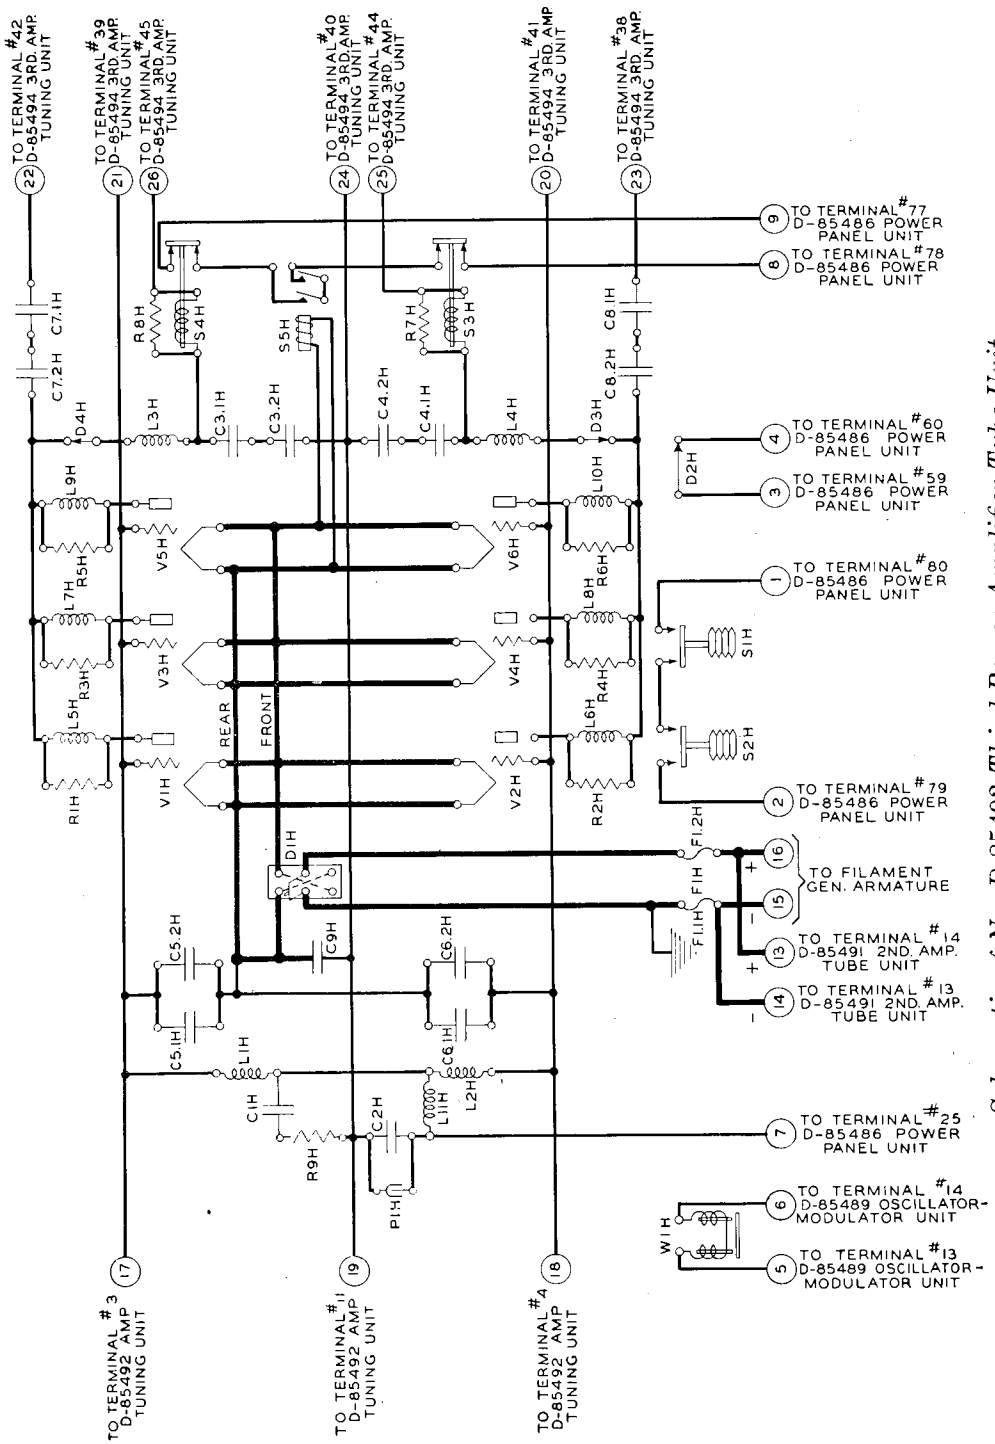 TO TERMINAL #42
D-85494 3RD. AMP.
TUNING UNIT
22
TO TERMINAL #39
D-85494 3RD. AMP.
TUNING UNIT
21
TO TERMINAL #45
D-85494 3RD. AMP.
TUNING UNIT
26
TO TERMINAL #40
D-85494 3RD. AMP.
TUNING UNIT
24
TO TERMINAL #44
D-85494 3RD. AMP.
TUNING UNIT
25
TO TERMINAL #41
D-85494 3RD. AMP.
TUNING UNIT
20
TO TERMINAL #38
D-85494 3RD. AMP.
TUNING UNIT
23
9
TO TERMINAL #77
D-85486 POWER
PANEL UNIT
8
TO TERMINAL #78
D-85486 POWER
PANEL UNIT
C7.1H
C7.2H
R8H
S4H
S5H
R7H
S3H
C8.1H
C8.2H
D4H
L3H
C3.1H
C3.2H
C4.2H
C4.1H
L4H
D3H
4
TO TERMINAL #60
D-85486 POWER
PANEL UNIT
D2H
3
TO TERMINAL #59
D-85486 POWER
PANEL UNIT
L9H
R5H
V5H
V6H
L10H
R6H
L7H
R3H
V3H
V4H
L8H
R4H
1
TO TERMINAL #80
D-85486 POWER
PANEL UNIT
S1H
S2H
2
TO TERMINAL #79
D-85486 POWER
PANEL UNIT
L5H
R1H
V1H
REAR
FRONT
V2H
L6H
R2H
D1H
F1.2H
F1H
F1.1H
+
16
-
15
TO FILAMENT
GEN. ARMATURE
+
13
TO TERMINAL #14
D-85491 2ND. AMP.
TUBE UNIT
-
14
TO TERMINAL #13
D-85491 2ND. AMP.
TUBE UNIT
C5.2H
C5.1H
C9H
C6.2H
C6.1H
L1H
C1H
R9H
C2H
P1H
L11H
L2H
7
TO TERMINAL #25
D-85486 POWER
PANEL UNIT
W1H
6
TO TERMINAL #14
D-85489 OSCILLATOR-
MODULATOR UNIT
5
TO TERMINAL #13
D-85489 OSCILLATOR-
MODULATOR UNIT
17
TO TERMINAL #3
D-85492 AMP
TUNING UNIT
19
TO TERMINAL #11
D-85492 AMP
TUNING UNIT
18
TO TERMINAL #4
D-85492 AMP
TUNING UNIT